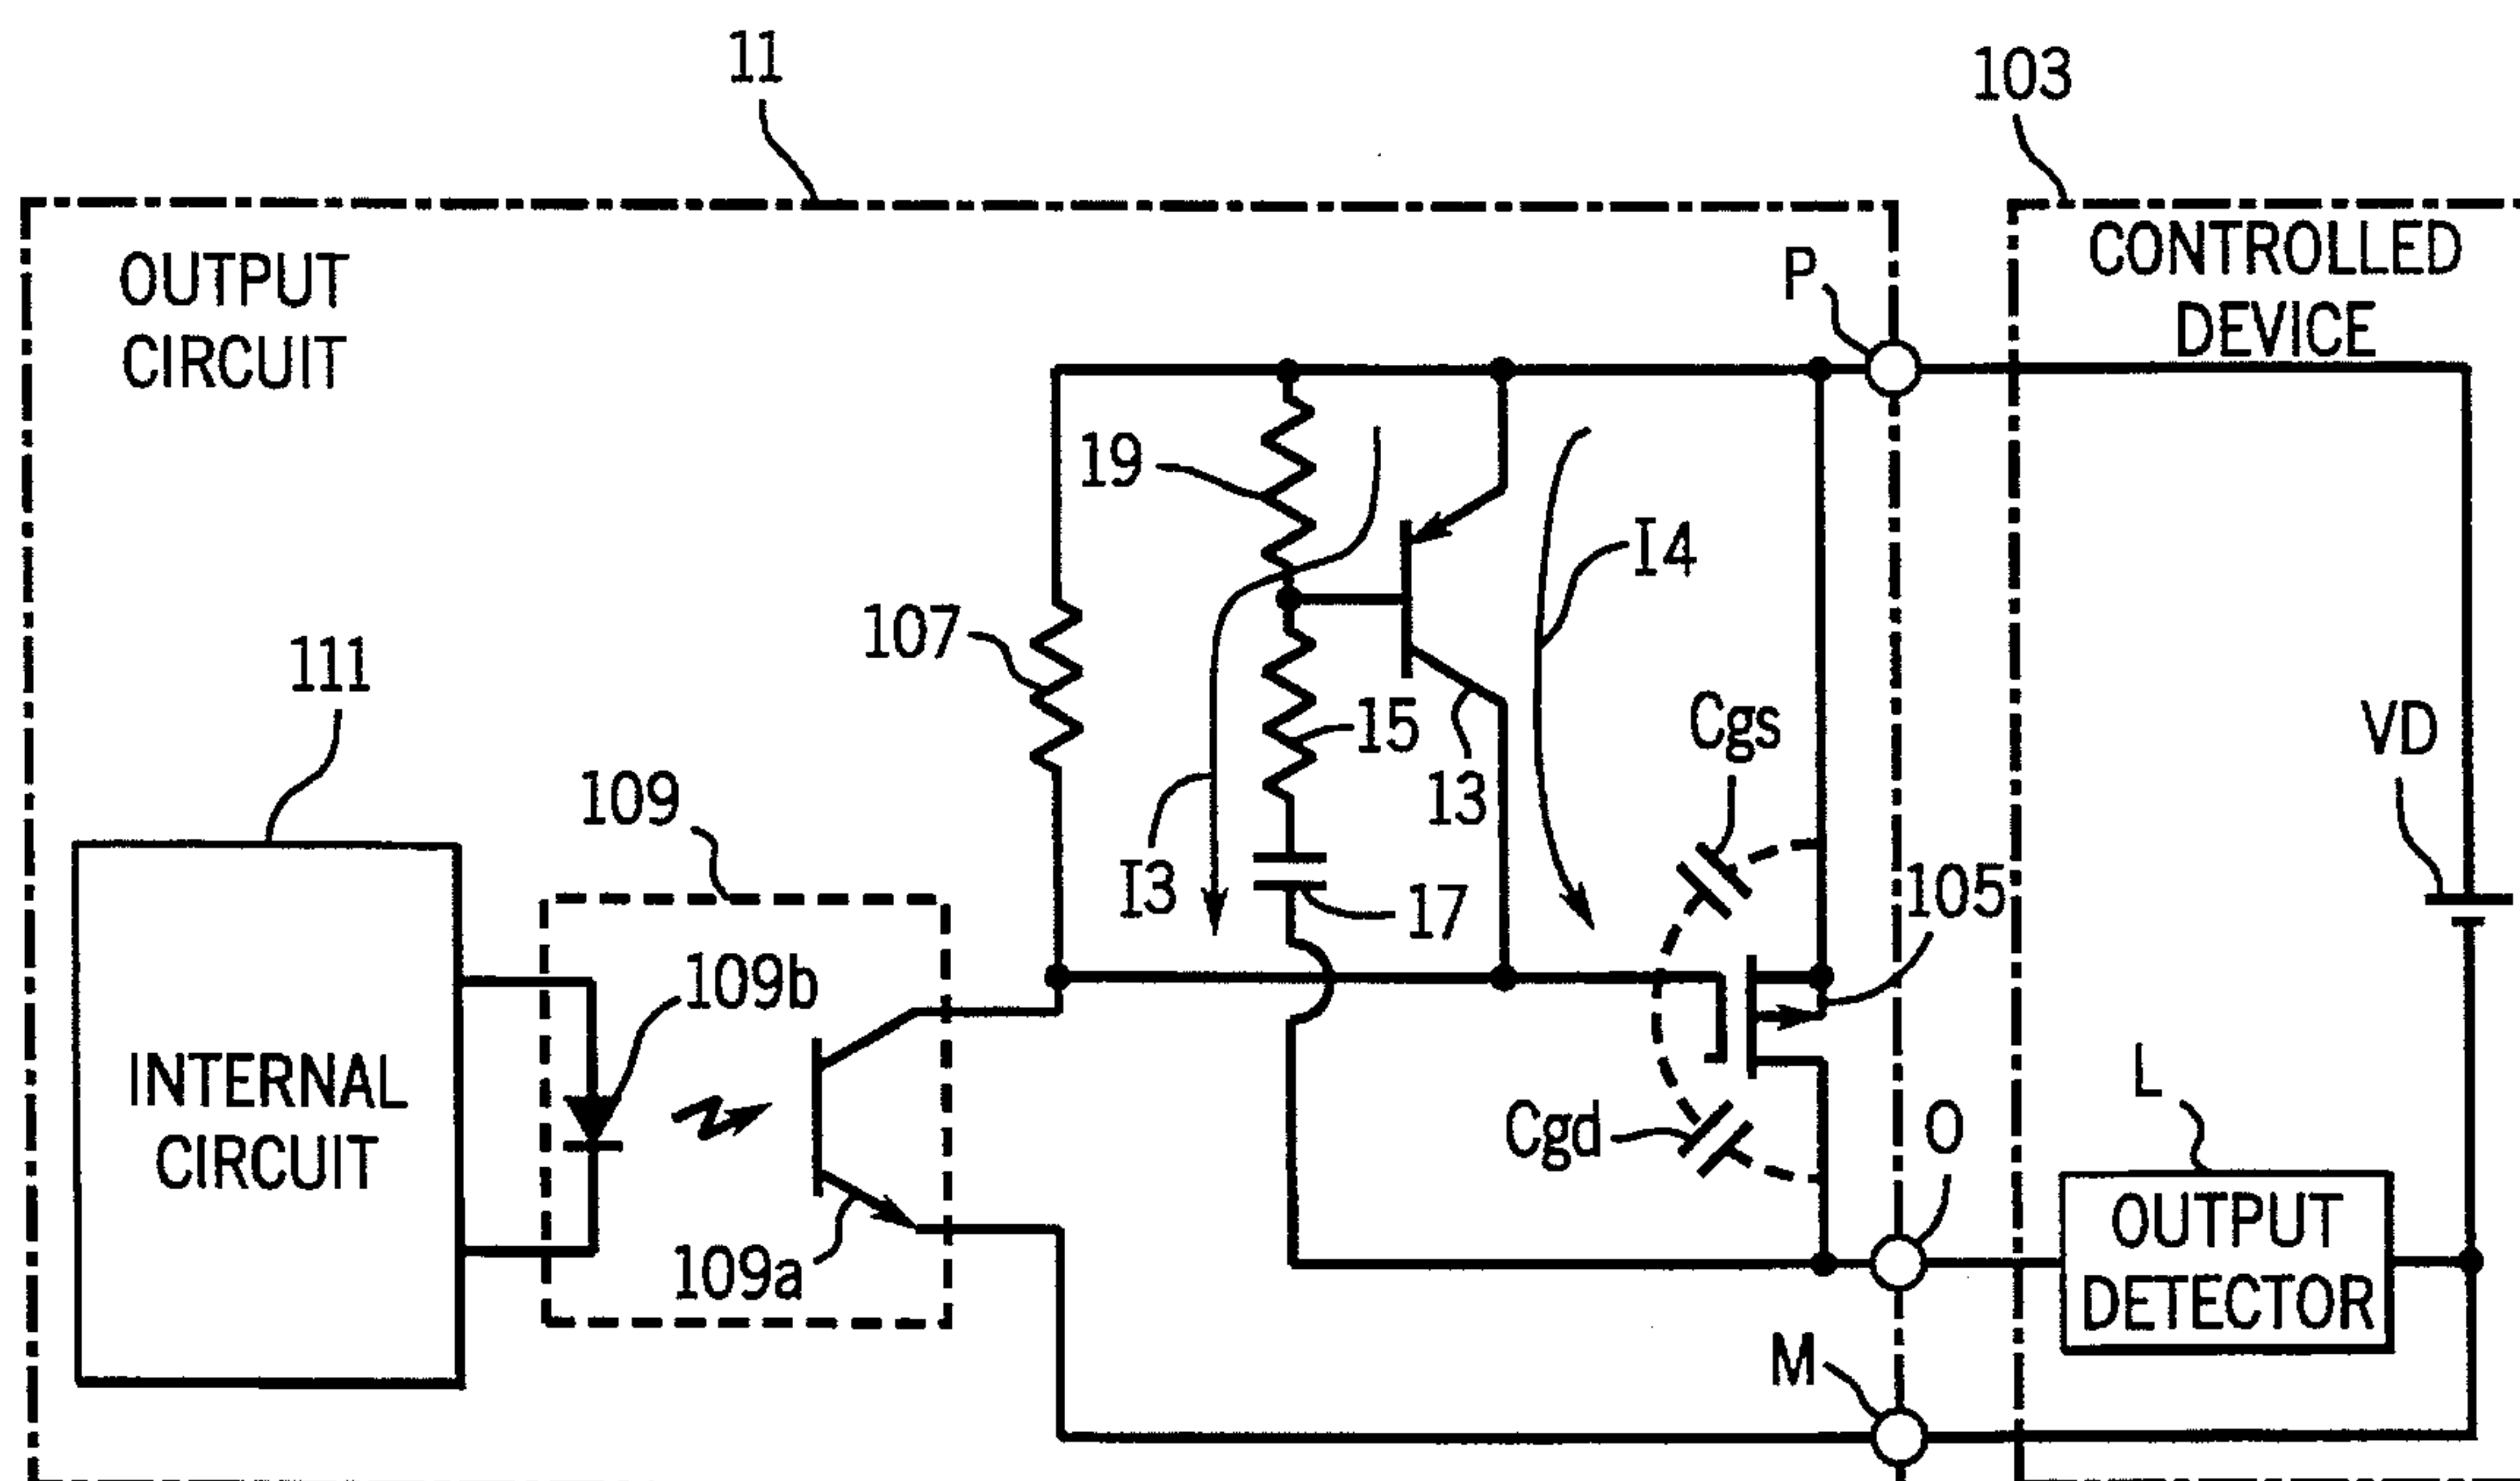 11
103
OUTPUT
CIRCUIT
CONTROLLED
DEVICE
P
19
I4
107
111
15
Cgs
VD
13
109
I3
17
105
109b
INTERNAL
CIRCUIT
L
Cgd
O
OUTPUT
DETECTOR
109a
M